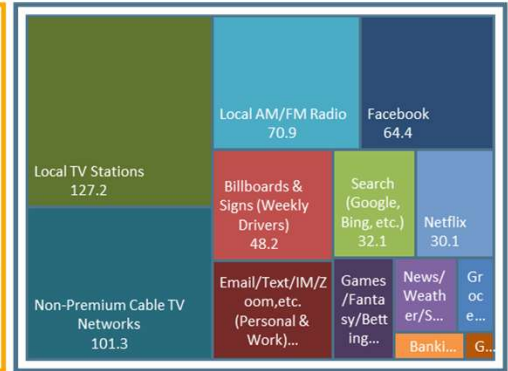 Local TV Stations
127.2
Non-Premium Cable TV
Networks
101.3
Local AM/FM Radio
70.9
Facebook
64.4
Billboards &
Signs (Weekly
Drivers)
48.2
Search
(Google,
Bing, etc.)
32.1
Netflix
30.1
Email/Text/IM/Z
oom,etc.
(Personal &
Work)...
Games
/Fanta
sy/Bett
ing...
News/
Weath
er/S...
Gr
oc
e...
Banki...
G...